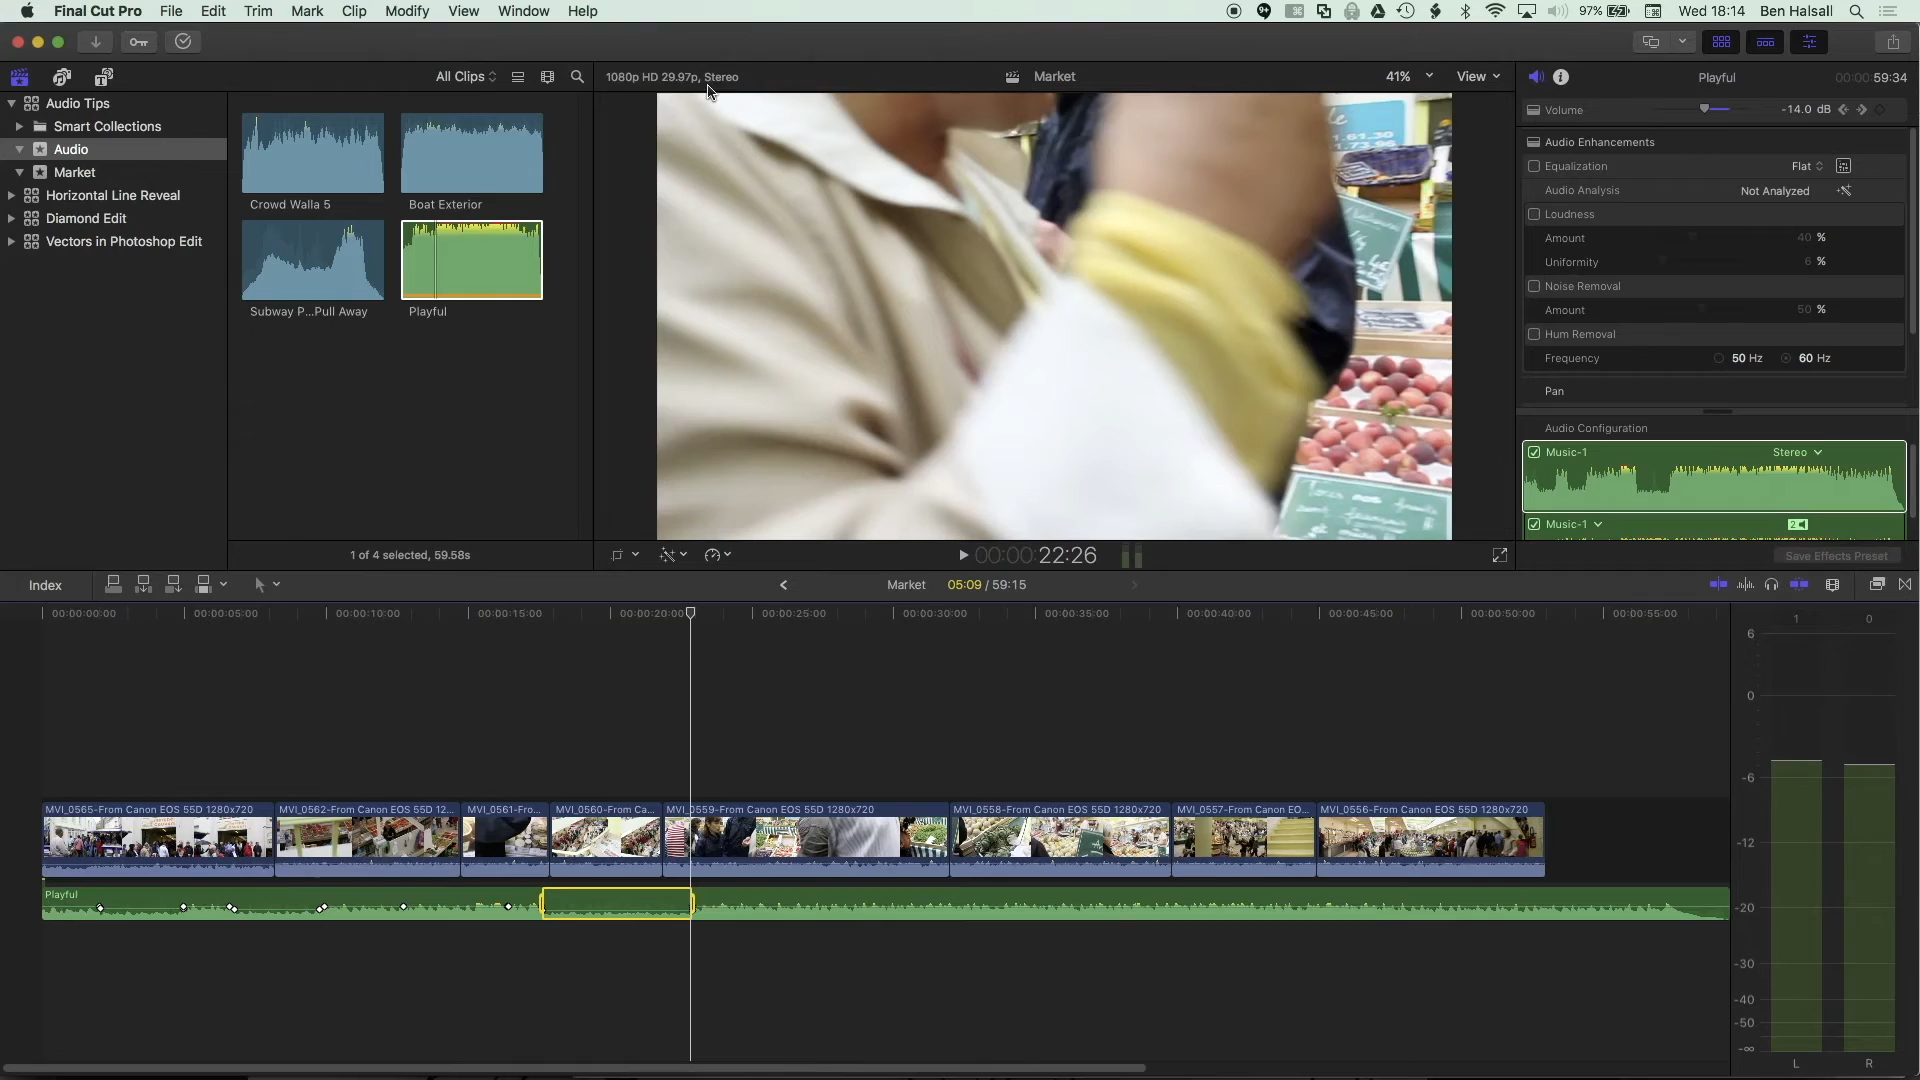 Final Cut Pro File Edit Trim Mark Clip Modify View Window Help
97% Wed 18:14 Ben Halsall
All Clips
1080p HD 29.97p, Stereo
Market
41%
View
Playful
00:00:00:59:34
Audio Tips
Smart Collections
Audio
Market
Horizontal Line Reveal
Diamond Edit
Vectors in Photoshop Edit
Crowd Walla 5
Boat Exterior
Subway P...Pull Away
Playful
1 of 4 selected, 59.58s
Volume -14.0 dB
Audio Enhancements
Equalization Flat
Audio Analysis Not Analyzed
Loudness
Amount 40 %
Uniformity 6 %
Noise Removal
Amount 50 %
Hum Removal
Frequency 50 Hz 60 Hz
Pan
Audio Configuration
Music-1 Stereo
Music-1 2
Save Effects Preset
61.30
73.96
00:00:22:26
Index
Market 05:09 / 59:15
00:00:00:00 00:00:05:00 00:00:10:00 00:00:15:00 00:00:20:00 00:00:25:00 00:00:30:00 00:00:35:00 00:00:40:00 00:00:45:00 00:00:50:00 00:00:55:00
MVI_0565-From Canon EOS 55D 1280x720
MVI_0562-From Canon EOS 55D 12...
MVI_0561-Fro...
MVI_0560-From Ca...
MVI_0559-From Canon EOS 55D 1280x720
MVI_0558-From Canon EOS 55D 1280x720
MVI_0557-From Canon EO...
MVI_0556-From Canon EOS 55D 1280x720
Playful
1 0
6
0
-6
-12
-20
-30
-40
-50
-∞
L R